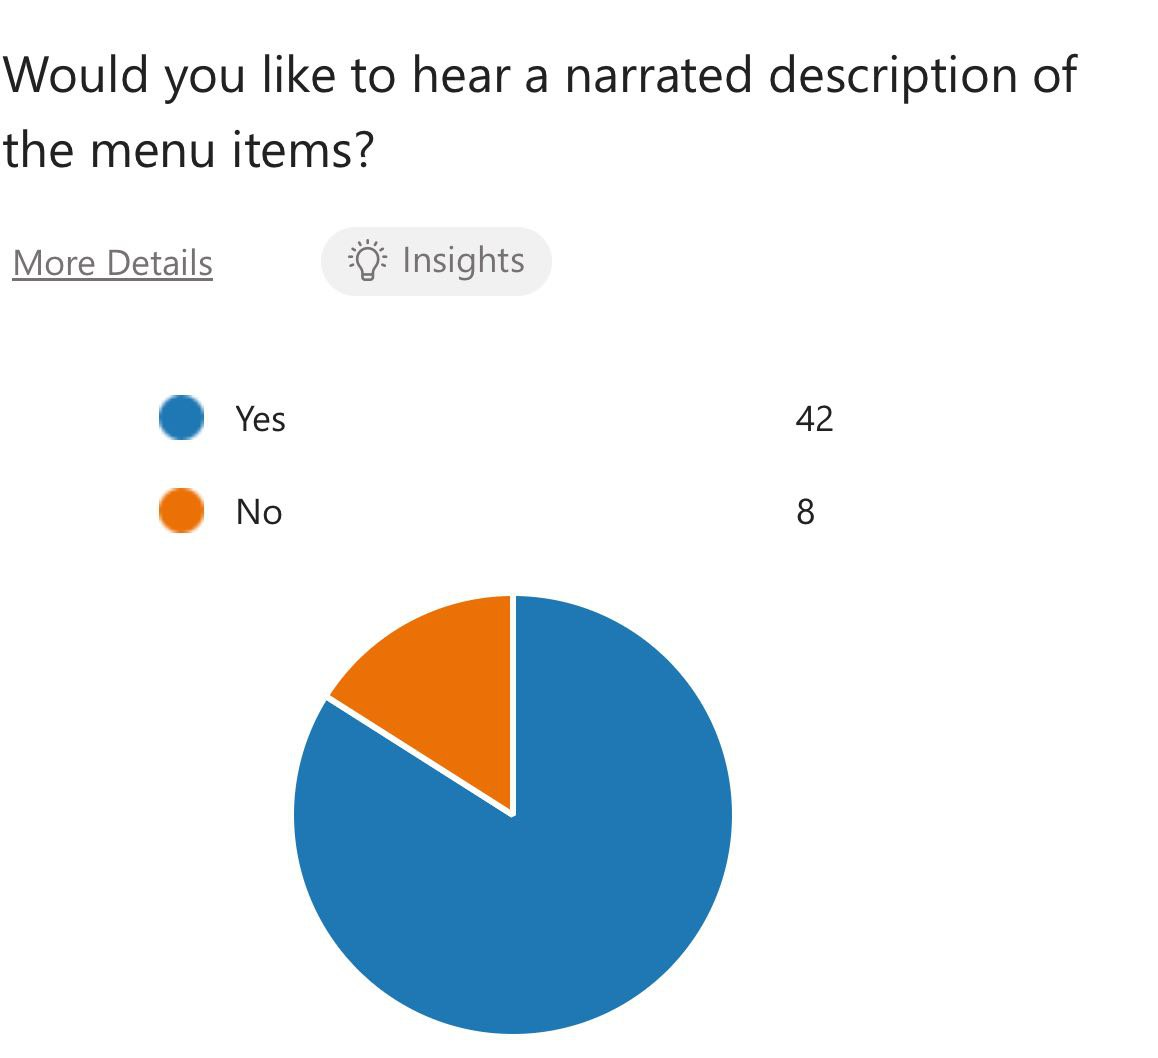 Would you like to hear a narrated description of
the menu items?
More Details
Insights
Yes 42
No 8